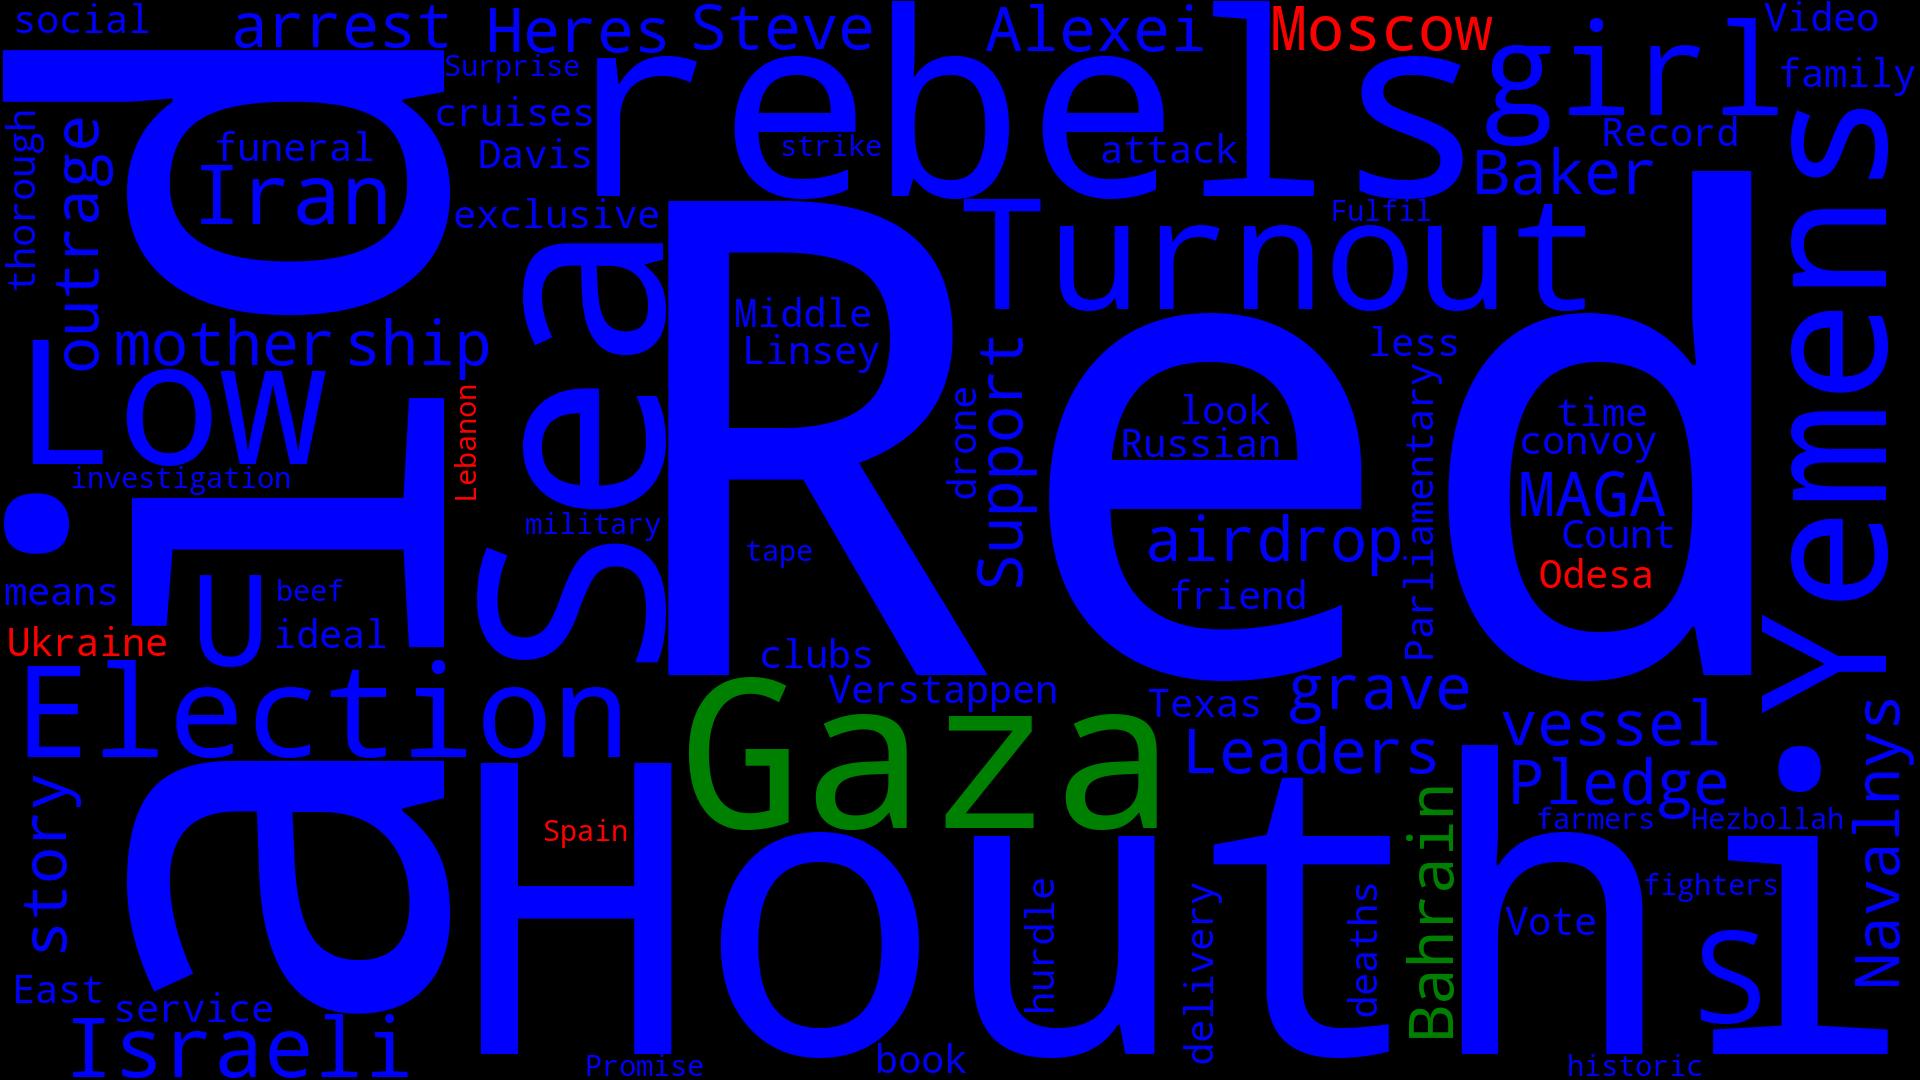 social
arrest
Heres
Steve
Alexei
Moscow
girl
Video
family
Surprise
cruises
rebels
Davis
strike
attack
Record
Baker
thorough
outrage
funeral
Iran
aid
exclusive
sea
Red
Turnout
Fulfil
Yemens
mother
ship
Middle
Linsey
less
Low
Lebanon
drone
Support
look
Russian
Parliamentary
time
convoy
MAGA
Count
Odesa
investigation
military
tape
airdrop
friend
means
U
beef
ideal
Ukraine
clubs
Verstappen
Texas
grave
Election
Gaza
Leaders
vessel
Pledge
Navalnys
story
Spain
Houthi
Bahrain
farmers
Hezbollah
fighters
hurdle
delivery
deaths
Vote
s
East
service
Israeli
Promise
book
historic